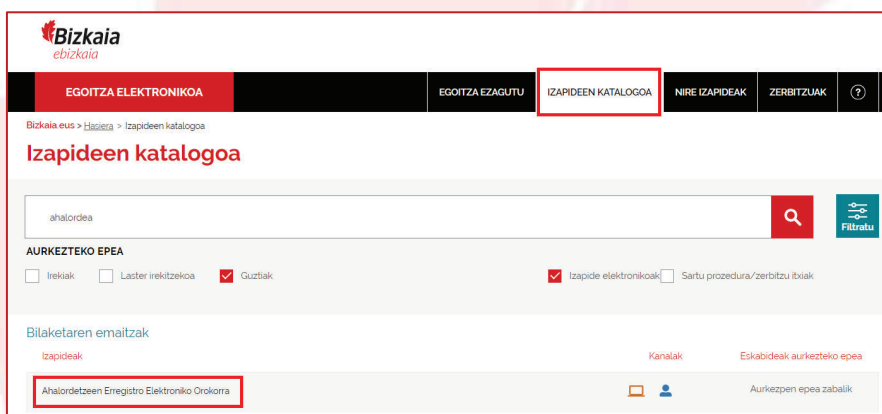 Bizkaia
ebizkaia
EGOITZA ELEKTRONIKOA
EGOITZA EZAGUTU
IZAPIDEEN KATALOGOA
NIRE IZAPIDEAK
ZERBITZUAK
?
Bizkaia eus > Hasiera > Izapideen katalogoa
Izapideen katalogoa
ahalordea
Filtratu
AURKEZTEKO EPEA
Irekiak
Laster irekitzekoa
Guztiak
Izapide elektronikoak
Sartu prozedura/zerbitzu itxiak
Bilaketaren emaitzak
Izapideak
Kanalak
Eskabideak aurkezteko epea
Ahalordetzeen Erregistro Elektroniko Orokorra
Aurkezpen epea zabalik